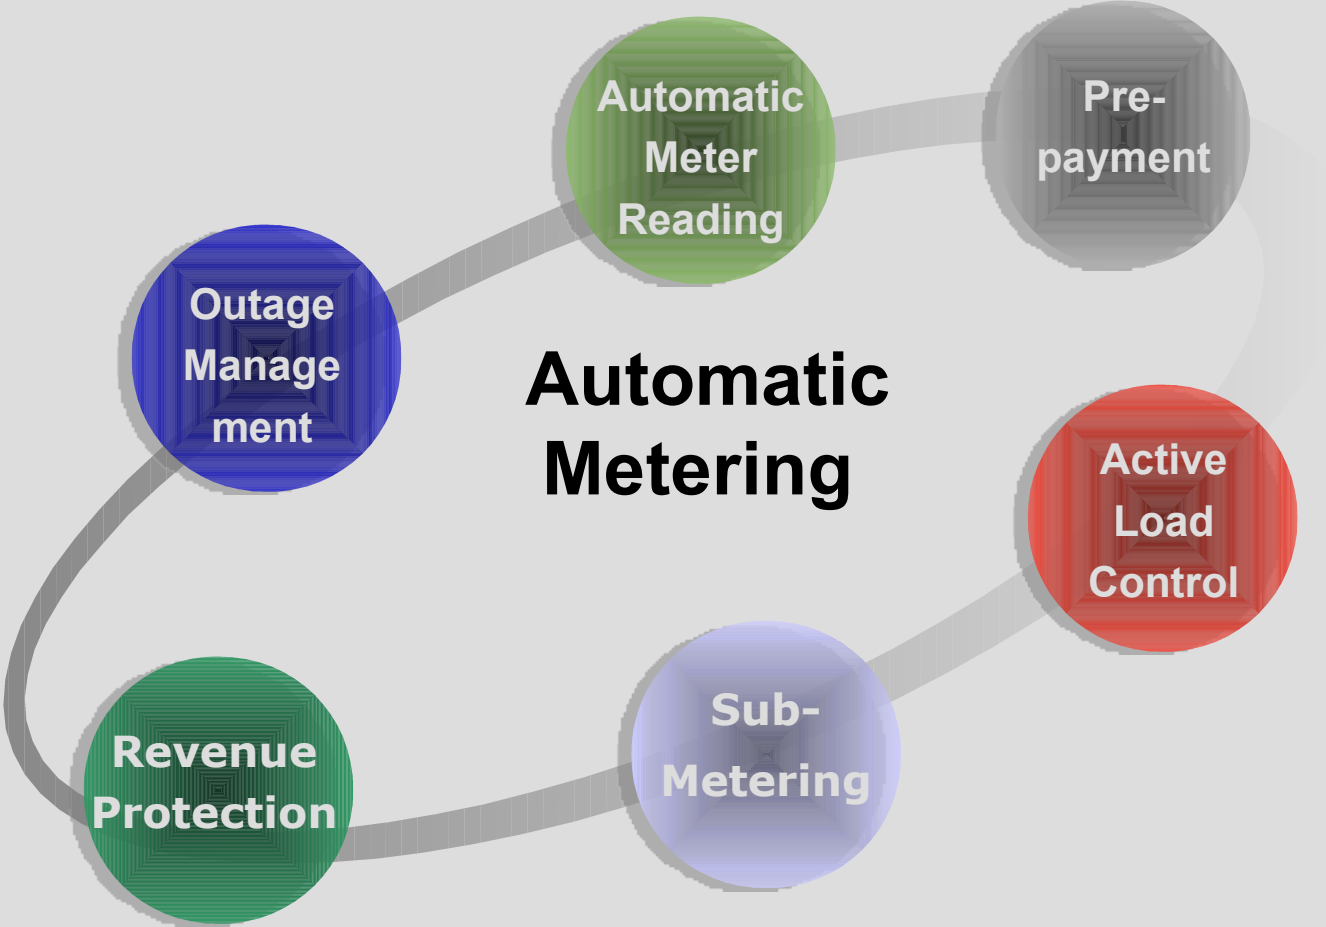 Automatic
Meter
Reading
Pre-
payment
Outage
Manage
ment
Automatic
Metering
Active
Load
Control
Sub-
Metering
Revenue
Protection